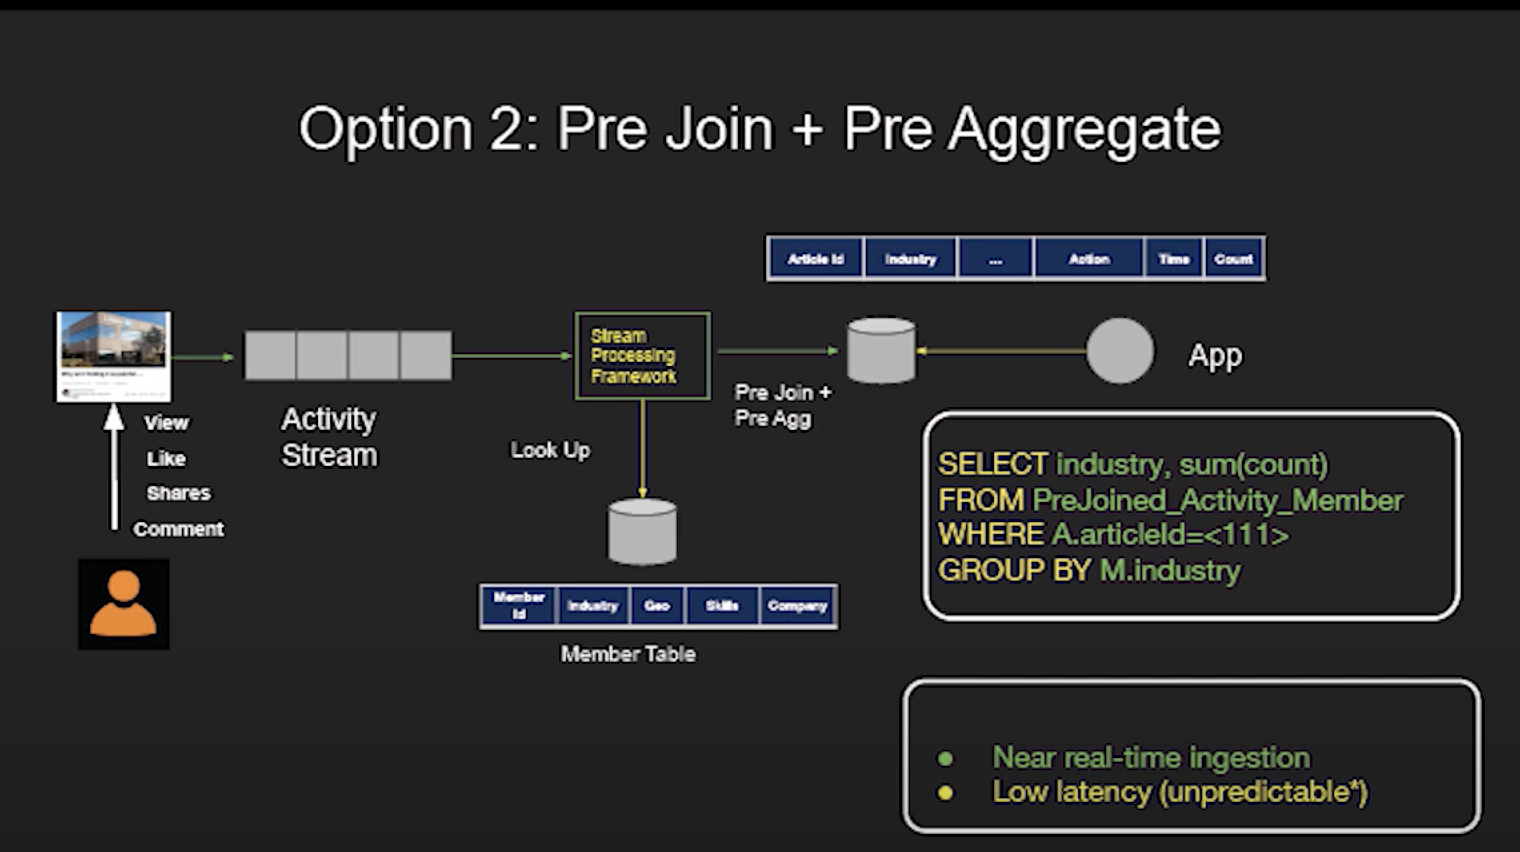 Option 2: Pre Join + Pre Aggregate
Article Id
Industry
...
Action
Time
Count
View
Like
Shares
Comment
Activity
Stream
Stream
Processing
Framework
Look Up
Pre Join +
Pre Agg
App
Member
Id
Industry
Geo
Skills
Company
Member Table
SELECT industry, sum(count)
FROM PreJoined_Activity_Member
WHERE A.articleId=<111>
GROUP BY M.industry
● Near real-time ingestion
● Low latency (unpredictable*)